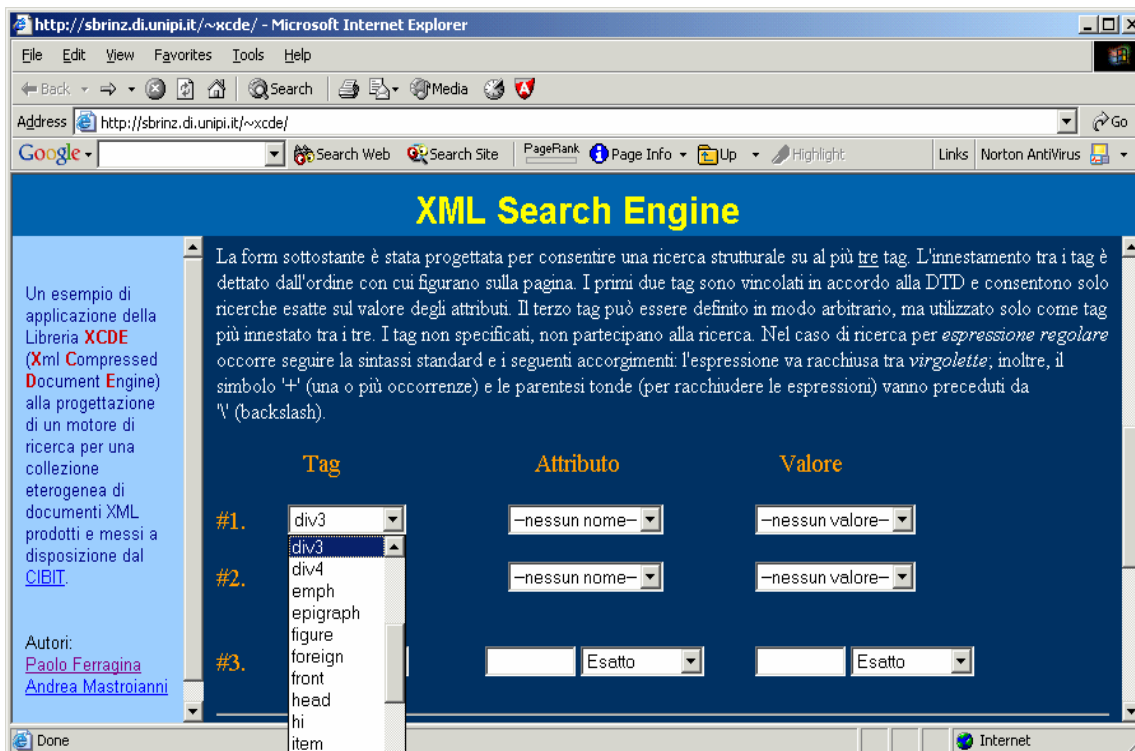 http://sbrinz.di.unipi.it/~xcde/ - Microsoft Internet Explorer
File Edit View Favorites Tools Help
Back Search Media
Address http://sbrinz.di.unipi.it/~xcde/ Go
Google Search Web Search Site PageRank Page Info Up Highlight Links Norton AntiVirus
XML Search Engine
Un esempio di
applicazione della
Libreria XCDE
(Xml Compressed
Document Engine)
alla progettazione
di un motore di
ricerca per una
collezione
eterogenea di
documenti XML
prodotti e messi a
disposizione dal
CIBIT.
Autori:
Paolo Ferragina
Andrea Mastroianni
La form sottostante è stata progettata per consentire una ricerca strutturale su al più tre tag. L'innestamento tra i tag è
dettato dall'ordine con cui figurano sulla pagina. I primi due tag sono vincolati in accordo alla DTD e consentono solo
ricerche esatte sul valore degli attributi. Il terzo tag può essere definito in modo arbitrario, ma utilizzato solo come tag
più innestato tra i tre. I tag non specificati, non partecipano alla ricerca. Nel caso di ricerca per espressione regolare
occorre seguire la sintassi standard e i seguenti accorgimenti: l'espressione va racchiusa tra virgolette; inoltre, il
simbolo '+' (una o più occorrenze) e le parentesi tonde (per racchiudere le espressioni) vanno preceduti da
'\' (backslash).
Tag Attributo Valore
#1. div3 --nessun nome-- --nessun valore--
div3
div4
#2. --nessun nome-- --nessun valore--
emph
epigraph
figure
foreign
#3. Esatto Esatto
front
head
hi
item
Done Internet